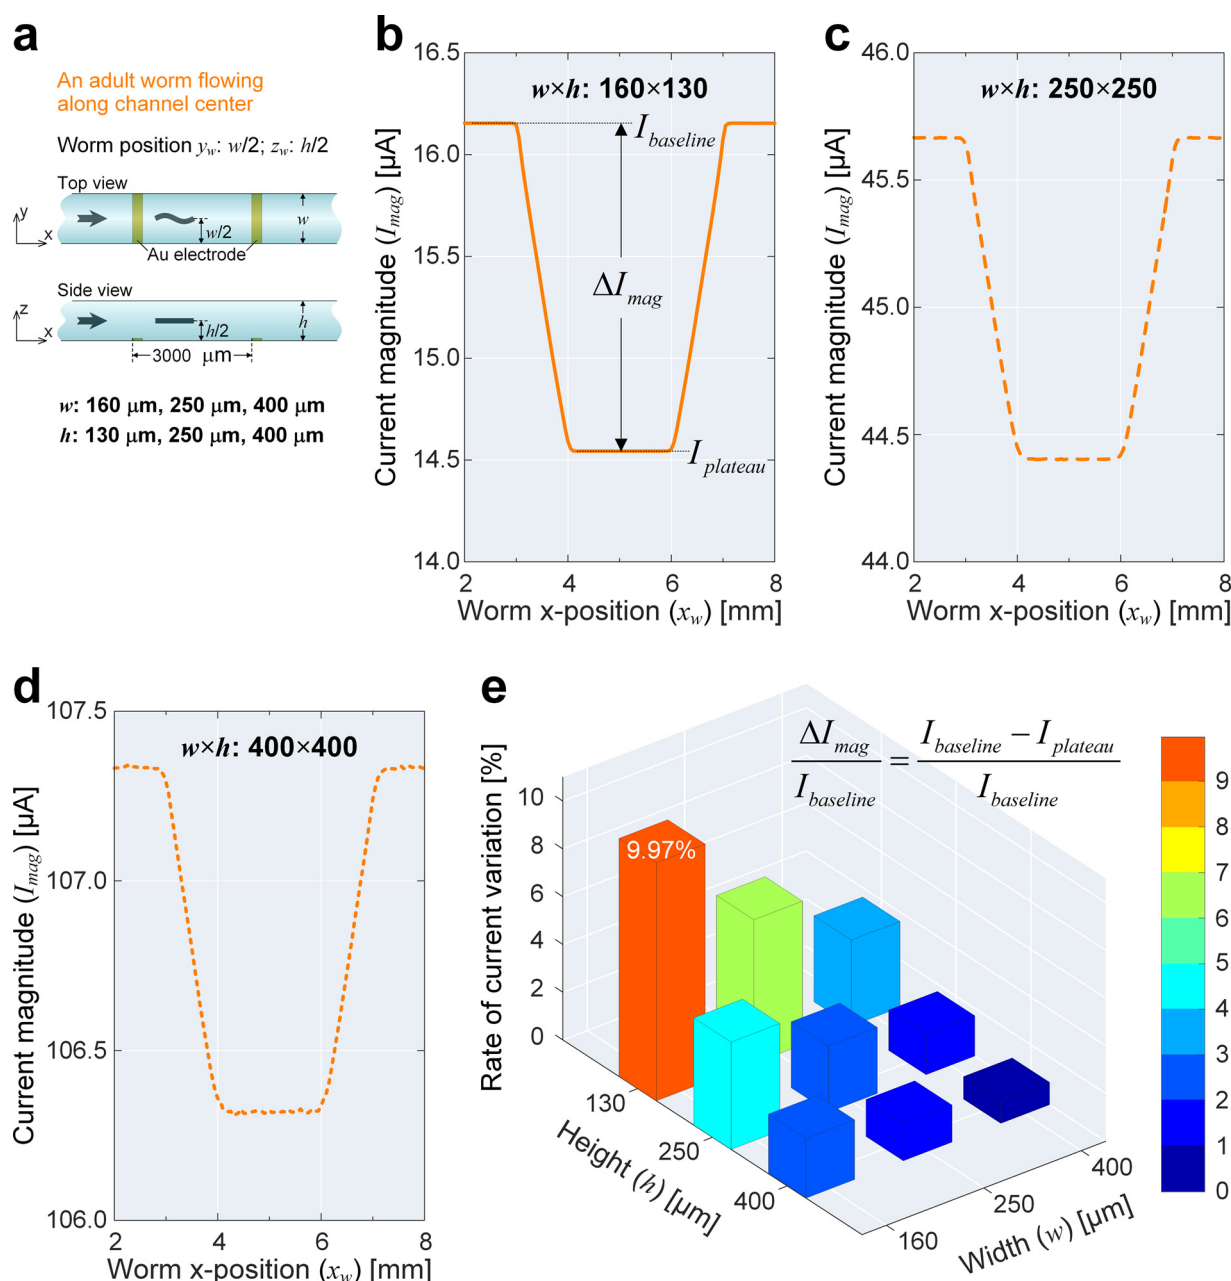 a
An adult worm flowing
along channel center
Worm position y_w: w/2; z_w: h/2
Top view
y
x
w/2
w
Au electrode
Side view
z
x
h/2
h
3000 μm
w: 160 μm, 250 μm, 400 μm
h: 130 μm, 250 μm, 400 μm
b
w×h: 160×130
I_baseline
ΔI_mag
I_plateau
Current magnitude (I_mag) [μA]
16.5
16.0
15.5
15.0
14.5
14.0
2 4 6 8
Worm x-position (x_w) [mm]
c
w×h: 250×250
Current magnitude (I_mag) [μA]
46.0
45.5
45.0
44.5
44.0
2 4 6 8
Worm x-position (x_w) [mm]
d
w×h: 400×400
Current magnitude (I_mag) [μA]
107.5
107.0
106.5
106.0
2 4 6 8
Worm x-position (x_w) [mm]
e
ΔI_mag / I_baseline = (I_baseline − I_plateau) / I_baseline
Rate of current variation [%]
10
8
6
4
2
0
9.97%
130
250
400
Height (h) [μm]
160
250
400
Width (w) [μm]
9
8
7
6
5
4
3
2
1
0